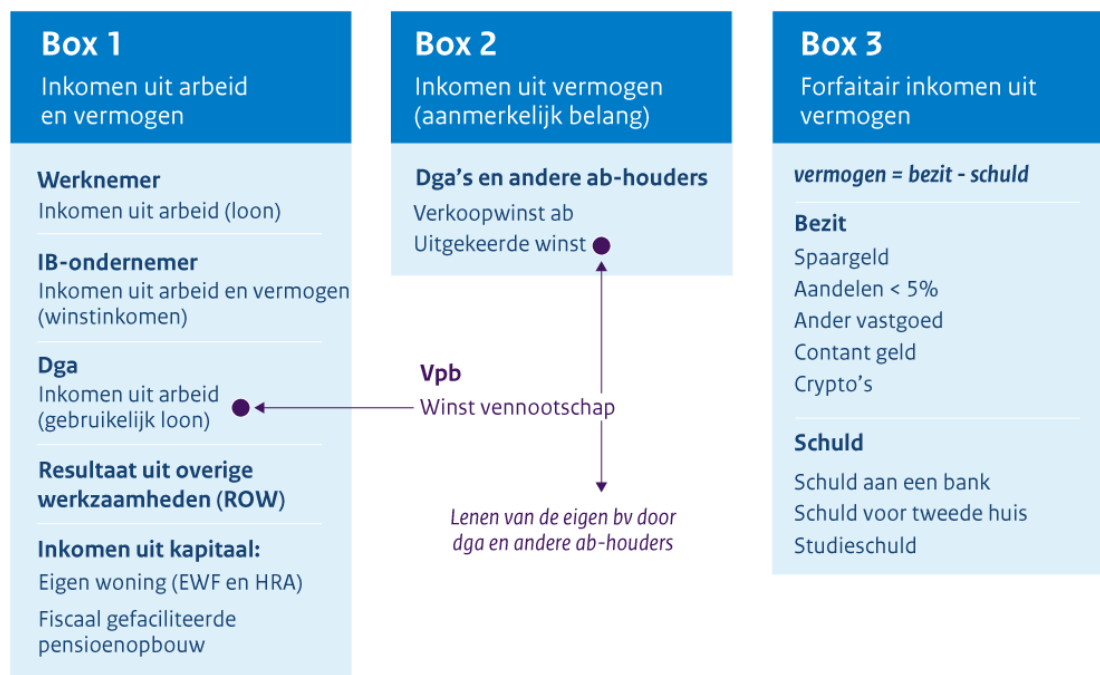 Box 1
Inkomen uit arbeid
en vermogen
Werknemer
Inkomen uit arbeid (loon)
IB-ondernemer
Inkomen uit arbeid en vermogen
(winstinkomen)
Dga
Inkomen uit arbeid
(gebruikelijk loon)
Resultaat uit overige
werkzaamheden (ROW)
Inkomen uit kapitaal:
Eigen woning (EWF en HRA)
Fiscaal gefaciliteerde
pensioenopbouw
Box 2
Inkomen uit vermogen
(aanmerkelijk belang)
Dga's en andere ab-houders
Verkoopwinst ab
Uitgekeerde winst
Vpb
Winst vennootschap
Lenen van de eigen bv door
dga en andere ab-houders
Box 3
Forfaitair inkomen uit
vermogen
vermogen = bezit - schuld
Bezit
Spaargeld
Aandelen < 5%
Ander vastgoed
Contant geld
Crypto's
Schuld
Schuld aan een bank
Schuld voor tweede huis
Studieschuld